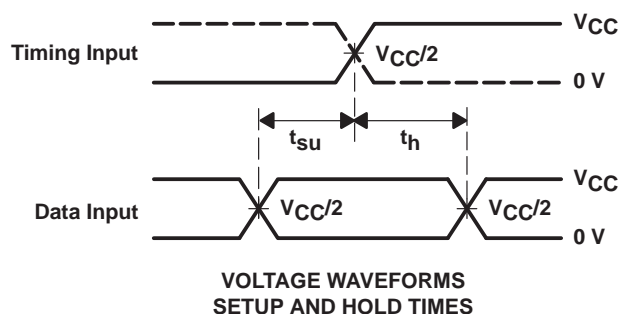 VCC
Timing Input
VCC/2
0 V
tsu
th
VCC
Data Input
VCC/2
VCC/2
0 V
VOLTAGE WAVEFORMS
SETUP AND HOLD TIMES